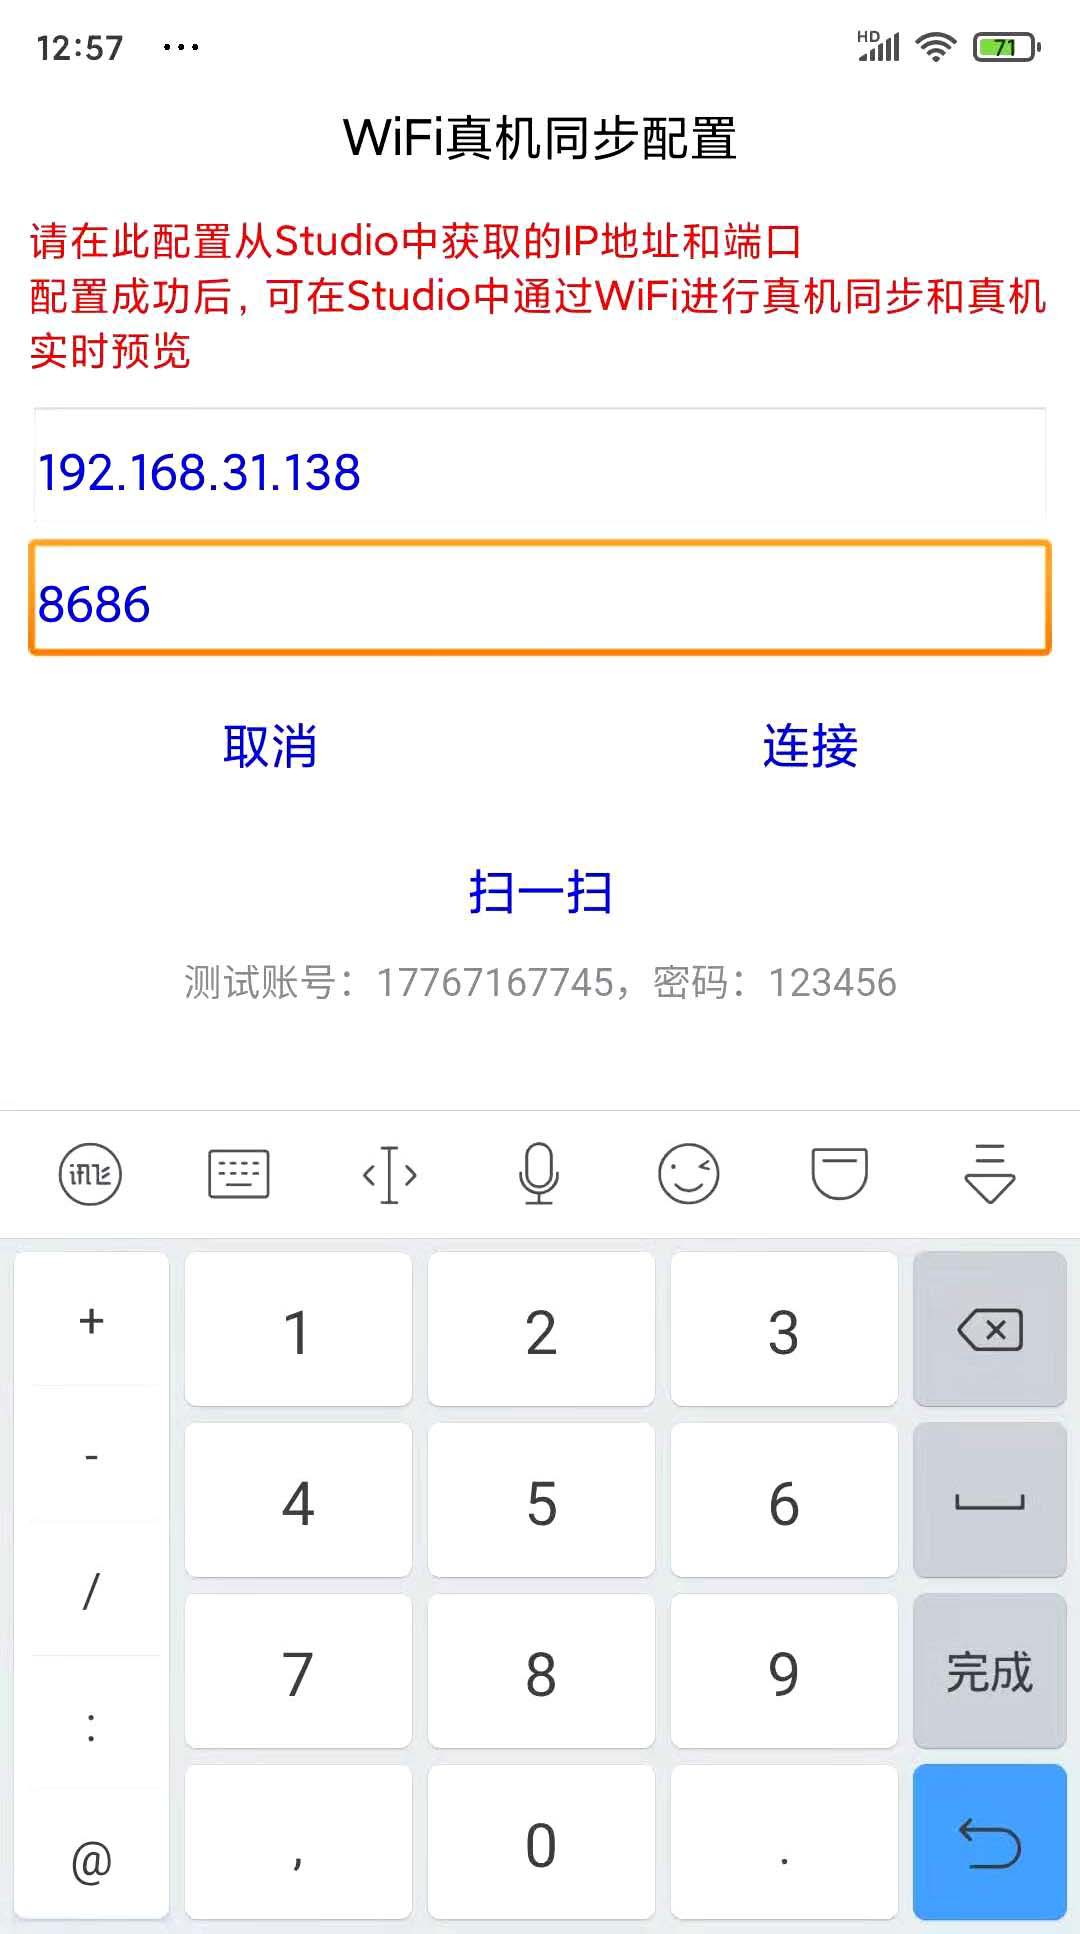 12:57 ...
HD 71
WiFi真机同步配置
请在此配置从Studio中获取的IP地址和端口
配置成功后, 可在Studio中通过WiFi进行真机同步和真机
实时预览
192.168.31.138
8686
取消 连接
扫一扫
测试账号：17767167745，密码：123456
讯飞
+ 1 2 3
- 4 5 6
/ 7 8 9 完成
:
@ , 0 .